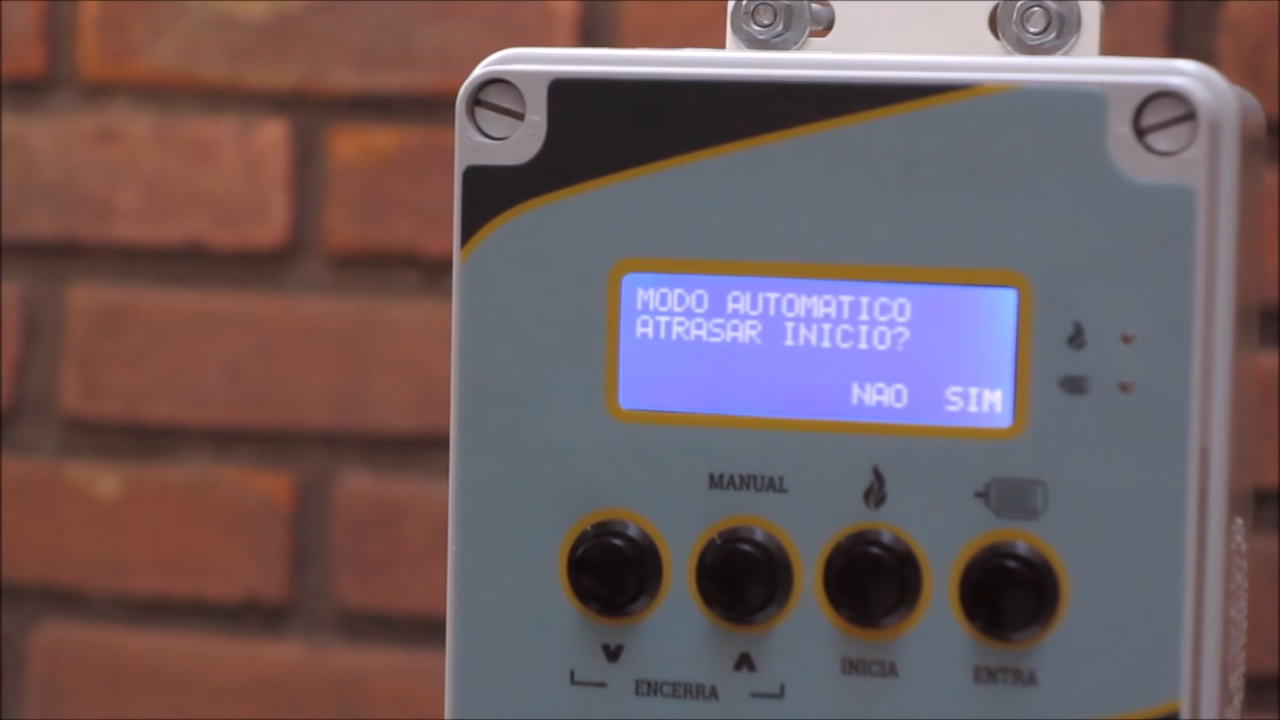 MODO AUTOMATICO
ATRASAR INICIO?
NAO SIM
MANUAL
INICIA
ENTRA
ENCERRA